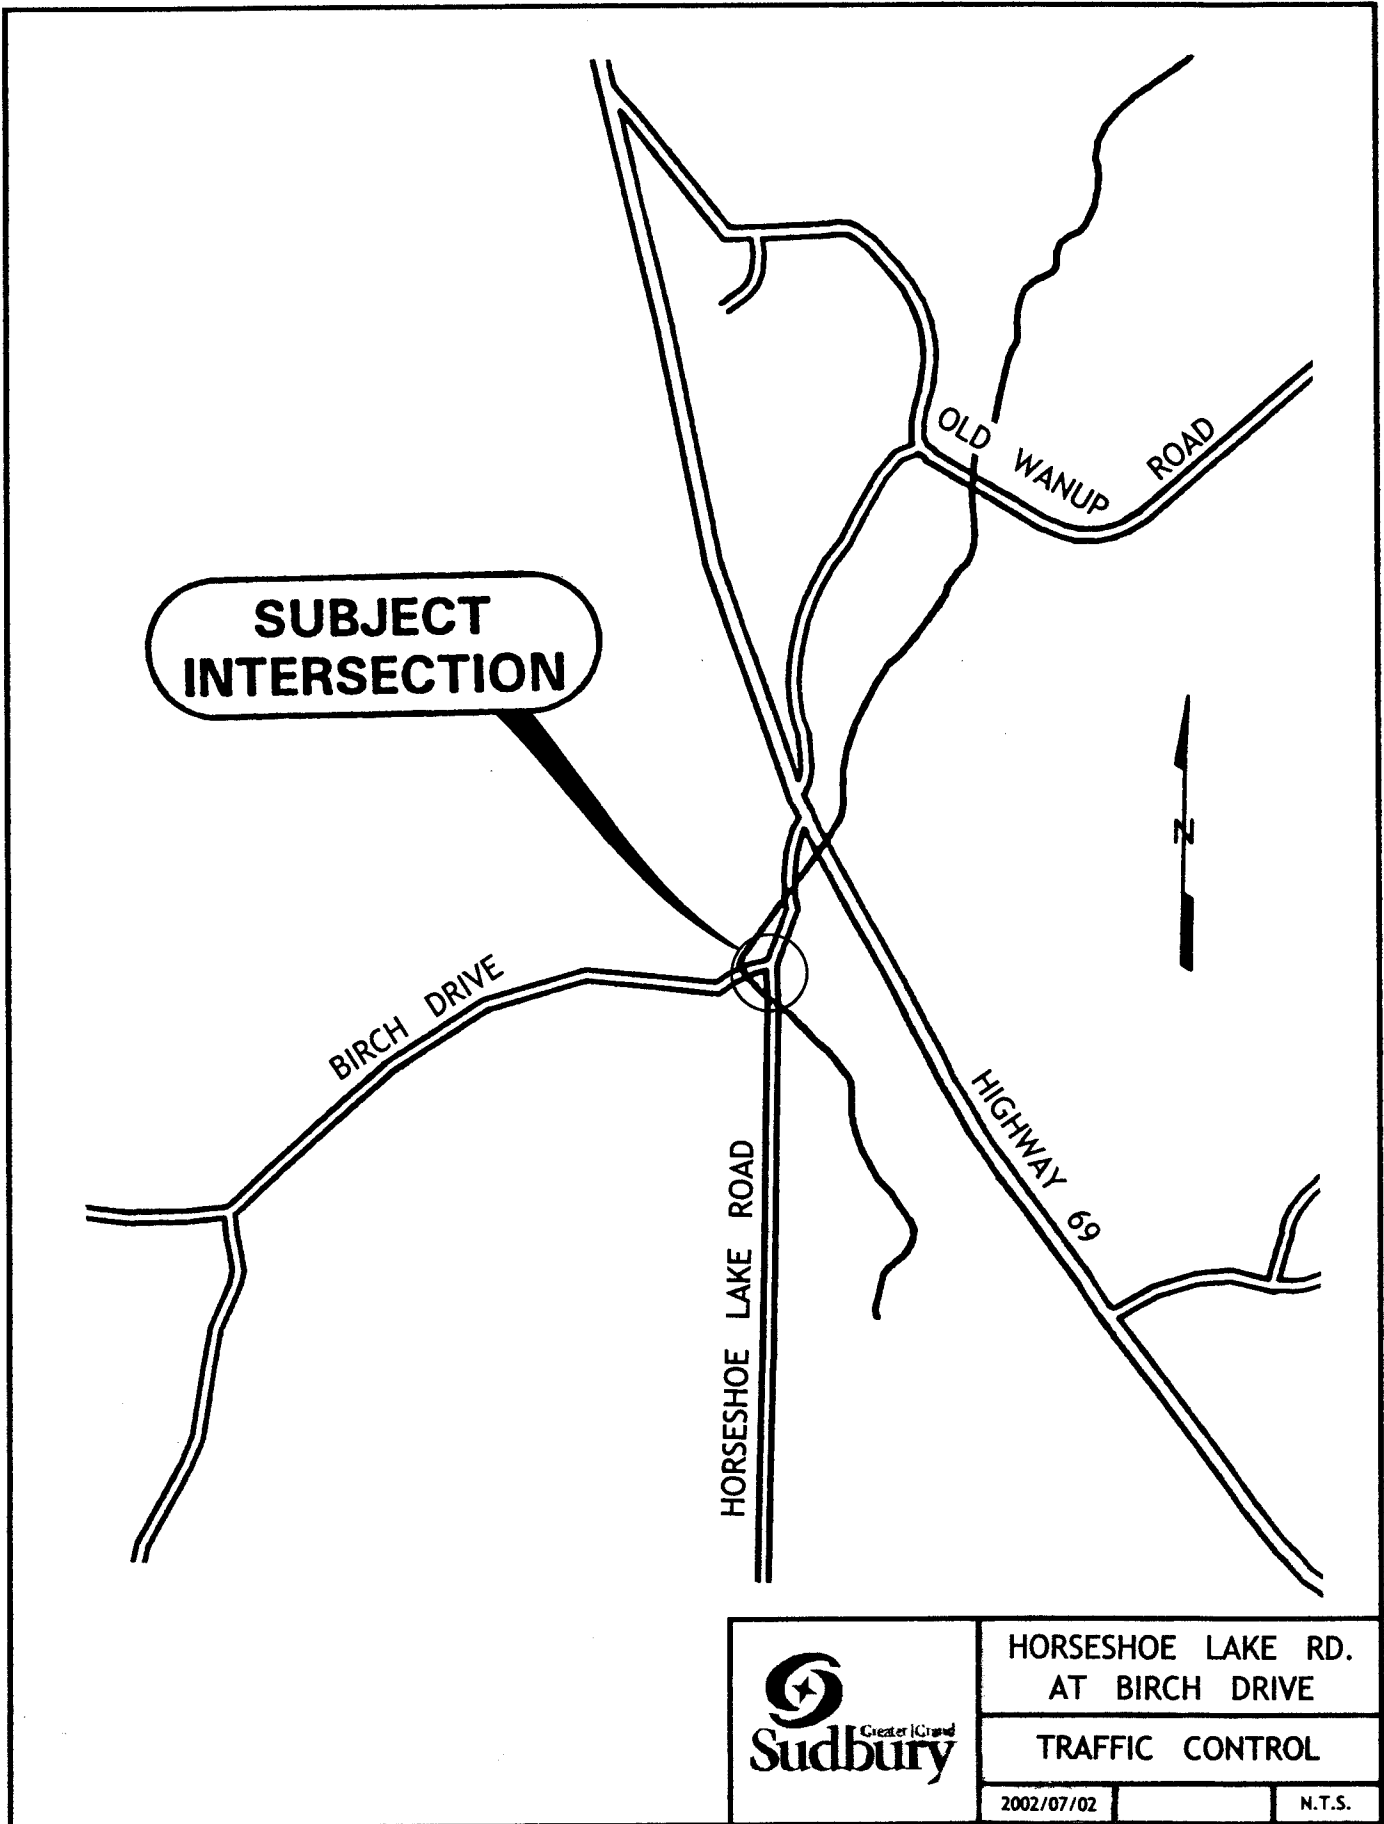 OLD WANUP ROAD
SUBJECT
INTERSECTION
N
BIRCH DRIVE
HIGHWAY 69
HORSESHOE LAKE ROAD
HORSESHOE LAKE RD.
AT BIRCH DRIVE
Greater | Grand
Sudbury
TRAFFIC CONTROL
2002/07/02
N.T.S.